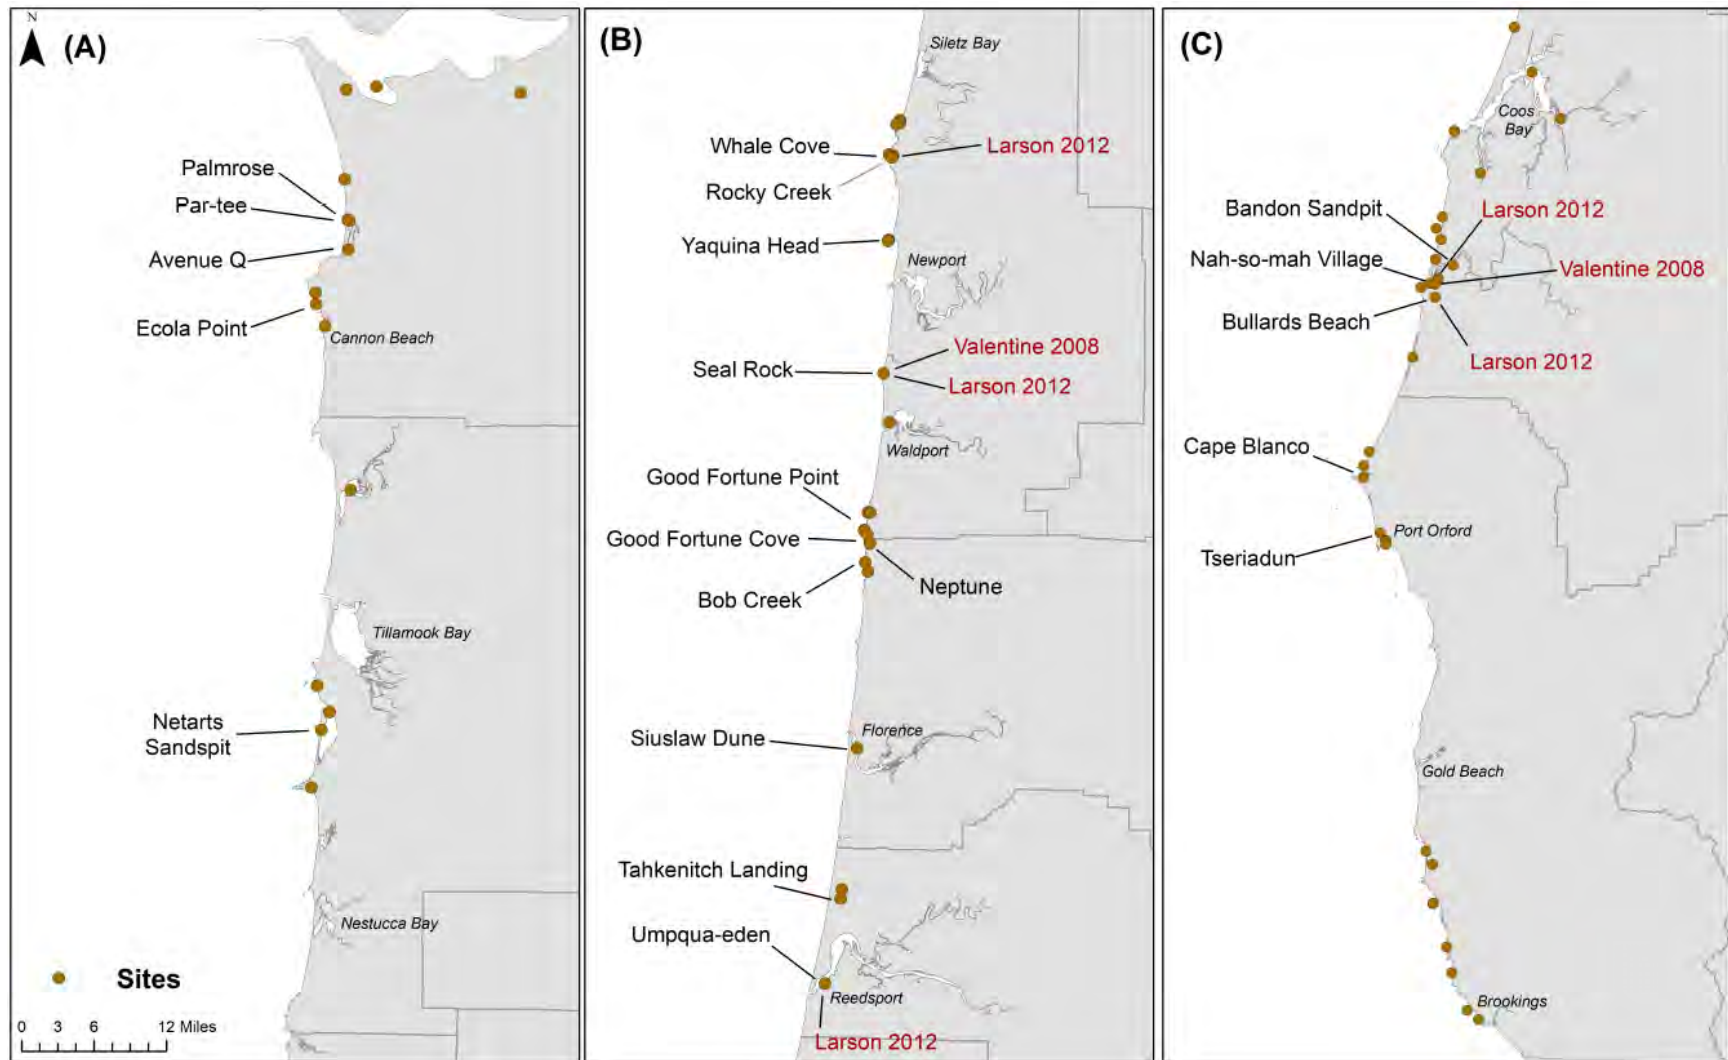 N
(A)
Palmrose
Par-tee
Avenue Q
Ecola Point
Cannon Beach
Tillamook Bay
Netarts
Sandspit
Nestucca Bay
Sites
0 3 6 12 Miles
(B)
Siletz Bay
Whale Cove
Larson 2012
Rocky Creek
Yaquina Head
Newport
Valentine 2008
Seal Rock
Larson 2012
Waldport
Good Fortune Point
Good Fortune Cove
Neptune
Bob Creek
Siuslaw Dune
Florence
Tahkenitch Landing
Umpqua-eden
Reedsport
Larson 2012
(C)
Coos
Bay
Bandon Sandpit
Larson 2012
Nah-so-mah Village
Valentine 2008
Bullards Beach
Larson 2012
Cape Blanco
Port Orford
Tseriadun
Gold Beach
Brookings